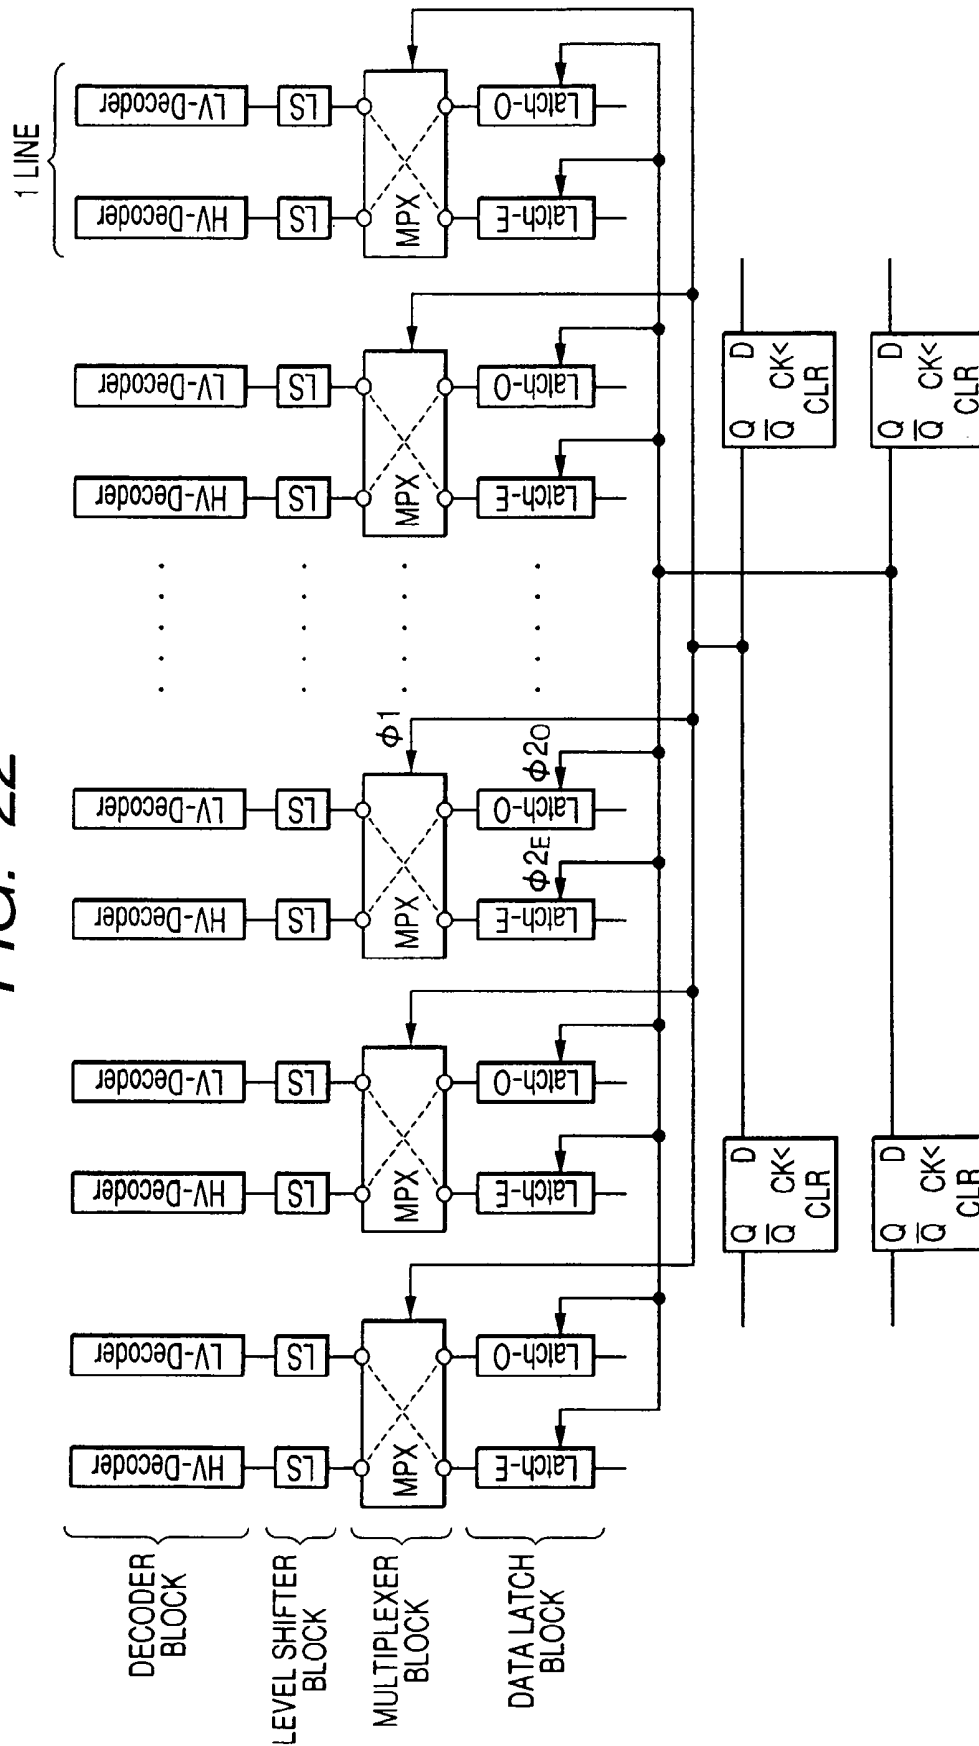 FIG. 22
1 LINE
DECODER
BLOCK
HV-Decoder
LV-Decoder
HV-Decoder
LV-Decoder
HV-Decoder
LV-Decoder
HV-Decoder
LV-Decoder
HV-Decoder
LV-Decoder
LEVEL SHIFTER
BLOCK
LS
LS
LS
LS
LS
LS
LS
LS
LS
LS
MULTIPLEXER
BLOCK
MPX
MPX
MPX
ϕ1
MPX
MPX
DATA LATCH
BLOCK
Latch-E
Latch-O
Latch-E
Latch-O
Latch-E
ϕ2E
Latch-O
ϕ2O
Latch-E
Latch-O
Latch-E
Latch-O
Q D
Q̅ CK<
CLR
Q D
Q̅ CK<
CLR
Q D
Q̅ CK<
CLR
Q D
Q̅ CK<
CLR